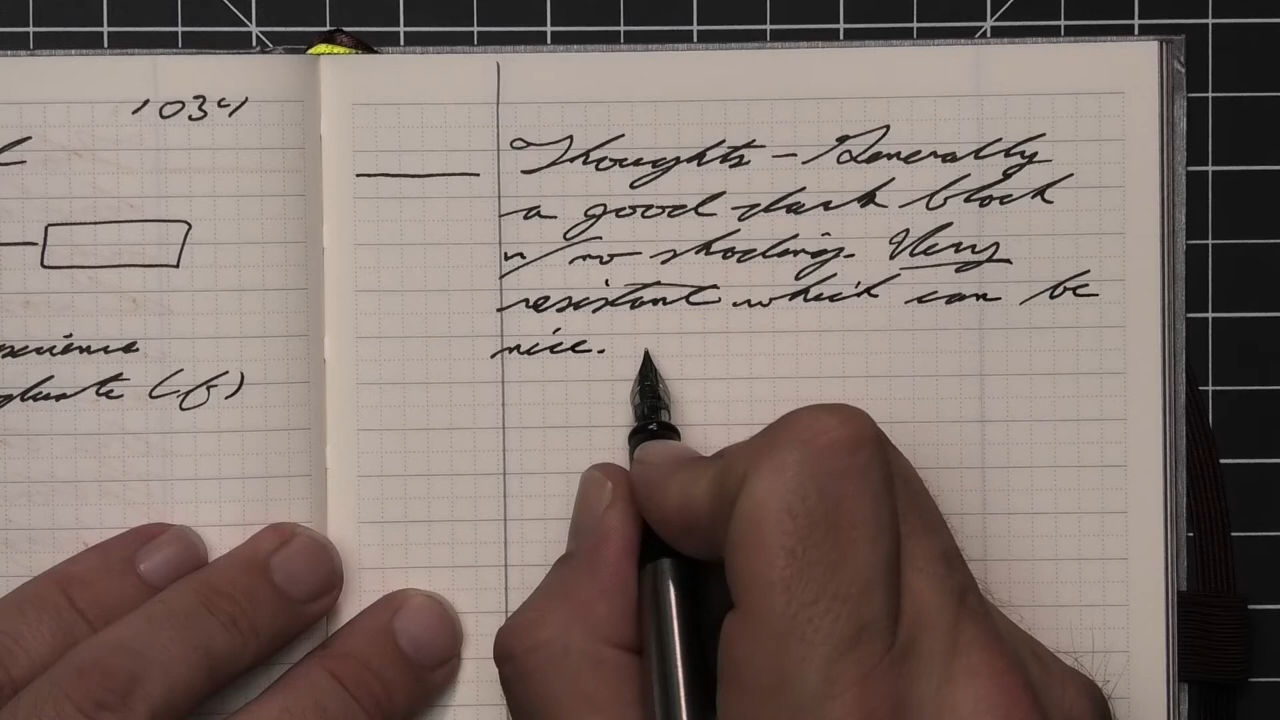 1034
Thoughts - Generally
a good dark black
w/ no shading. Very
resistant which can be
nice.
(f)